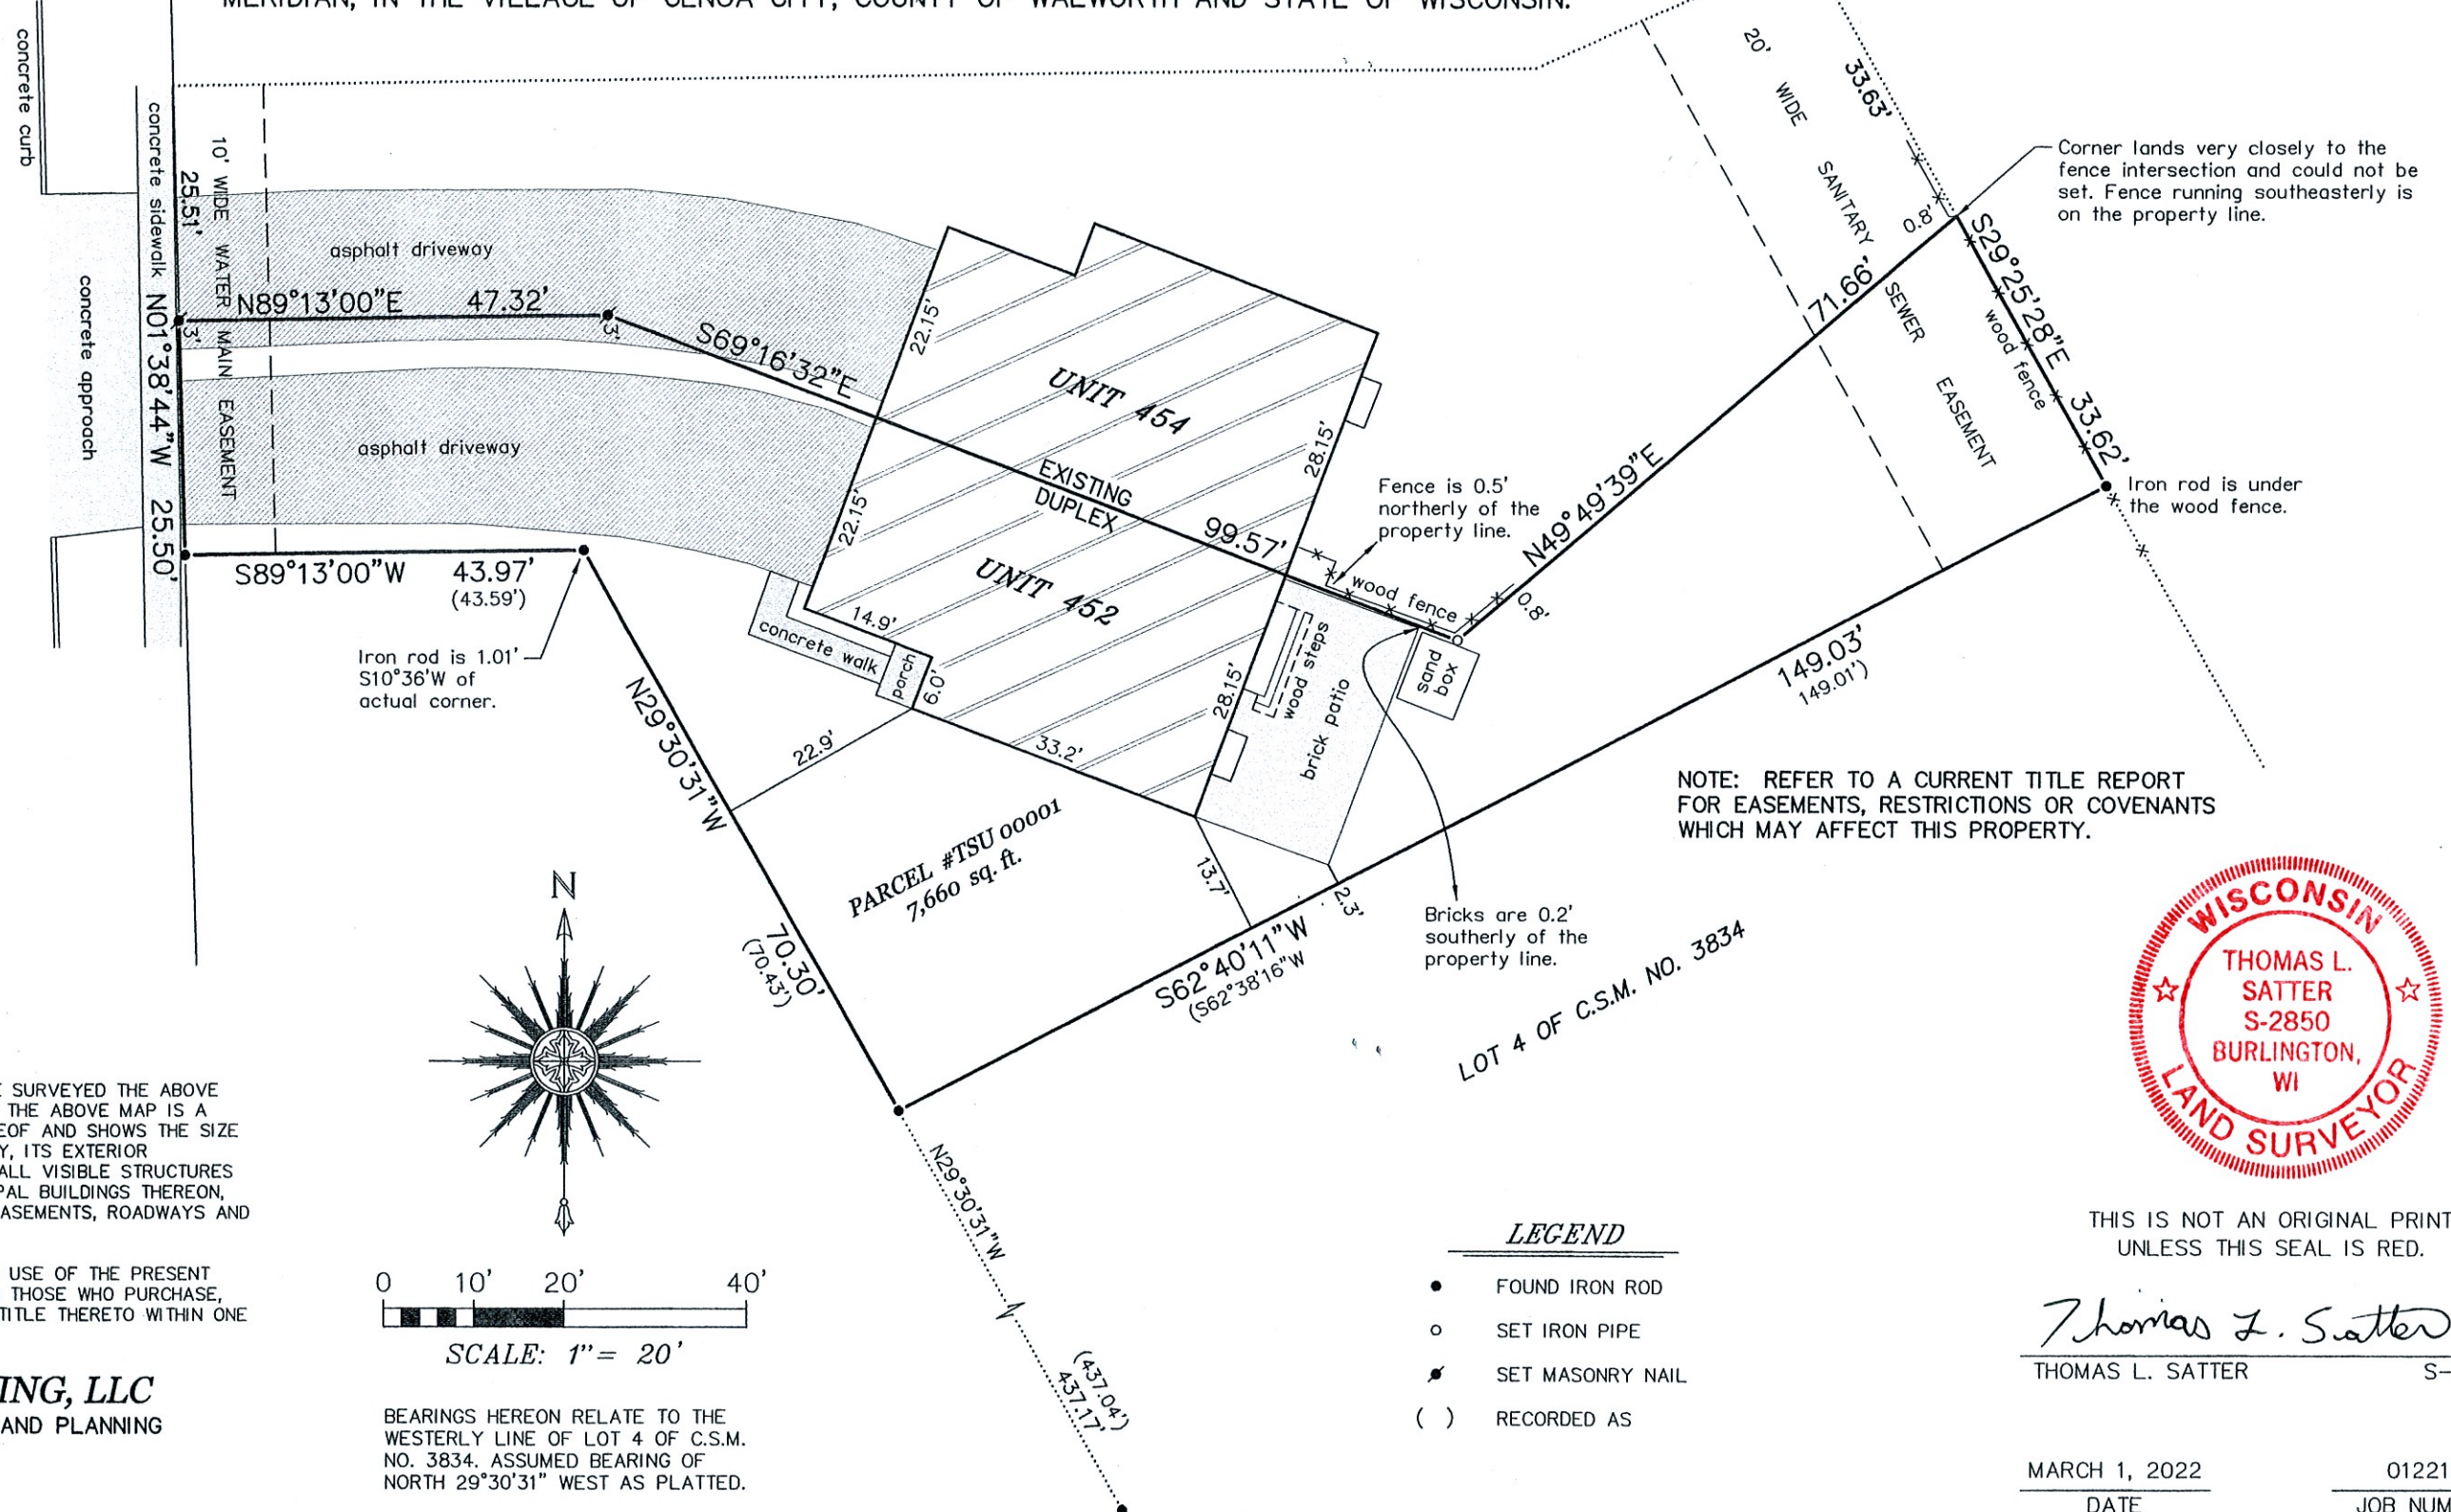 MERIDIAN, IN THE VILLAGE OF GENOA CITY, COUNTY OF WALWORTH AND STATE OF WISCONSIN.
concrete curb
concrete sidewalk
concrete approach
25.51'
N01°38'44"W 25.50'
10' WIDE WATER MAIN EASEMENT
asphalt driveway
N89°13'00"E 47.32'
3'
3'
S69°16'32"E
99.57'
asphalt driveway
S89°13'00"W 43.97'
(43.59')
Iron rod is 1.01'
S10°36'W of
actual corner.
22.15'
22.15'
UNIT 454
EXISTING
DUPLEX
UNIT 452
28.15'
28.15'
14.9'
concrete walk
porch
6.0'
33.2'
22.9'
N29°30'31"W
70.30'
(70.43')
PARCEL #TSU 00001
7,660 sq. ft.
Fence is 0.5'
northerly of the
property line.
wood fence
wood steps
brick patio
sand
box
0.8'
N49°49'39"E
71.66'
0.8'
20' WIDE SANITARY SEWER EASEMENT
33.63'
Corner lands very closely to the
fence intersection and could not be
set. Fence running southeasterly is
on the property line.
S29°25'28"E 33.62'
wood fence
Iron rod is under
the wood fence.
149.03'
149.01')
13.7'
2.3'
S62°40'11"W
(S62°38'16"W
Bricks are 0.2'
southerly of the
property line.
LOT 4 OF C.S.M. NO. 3834
NOTE: REFER TO A CURRENT TITLE REPORT
FOR EASEMENTS, RESTRICTIONS OR COVENANTS
WHICH MAY AFFECT THIS PROPERTY.
WISCONSIN
THOMAS L.
SATTER
S-2850
BURLINGTON,
WI
LAND SURVEYOR
THIS IS NOT AN ORIGINAL PRINT
UNLESS THIS SEAL IS RED.
Thomas L. Satter
THOMAS L. SATTER S-
MARCH 1, 2022 01221
DATE JOB NUM
N29°30'31"W
(437.04')
437.17'
N
0 10' 20' 40'
SCALE: 1"= 20'
BEARINGS HEREON RELATE TO THE
WESTERLY LINE OF LOT 4 OF C.S.M.
NO. 3834. ASSUMED BEARING OF
NORTH 29°30'31" WEST AS PLATTED.
LEGEND
FOUND IRON ROD
SET IRON PIPE
SET MASONRY NAIL
( ) RECORDED AS
SURVEYED THE ABOVE
THE ABOVE MAP IS A
EOF AND SHOWS THE SIZE
Y, ITS EXTERIOR
ALL VISIBLE STRUCTURES
PAL BUILDINGS THEREON,
ASEMENTS, ROADWAYS AND
USE OF THE PRESENT
THOSE WHO PURCHASE,
TITLE THERETO WITHIN ONE
ING, LLC
AND PLANNING